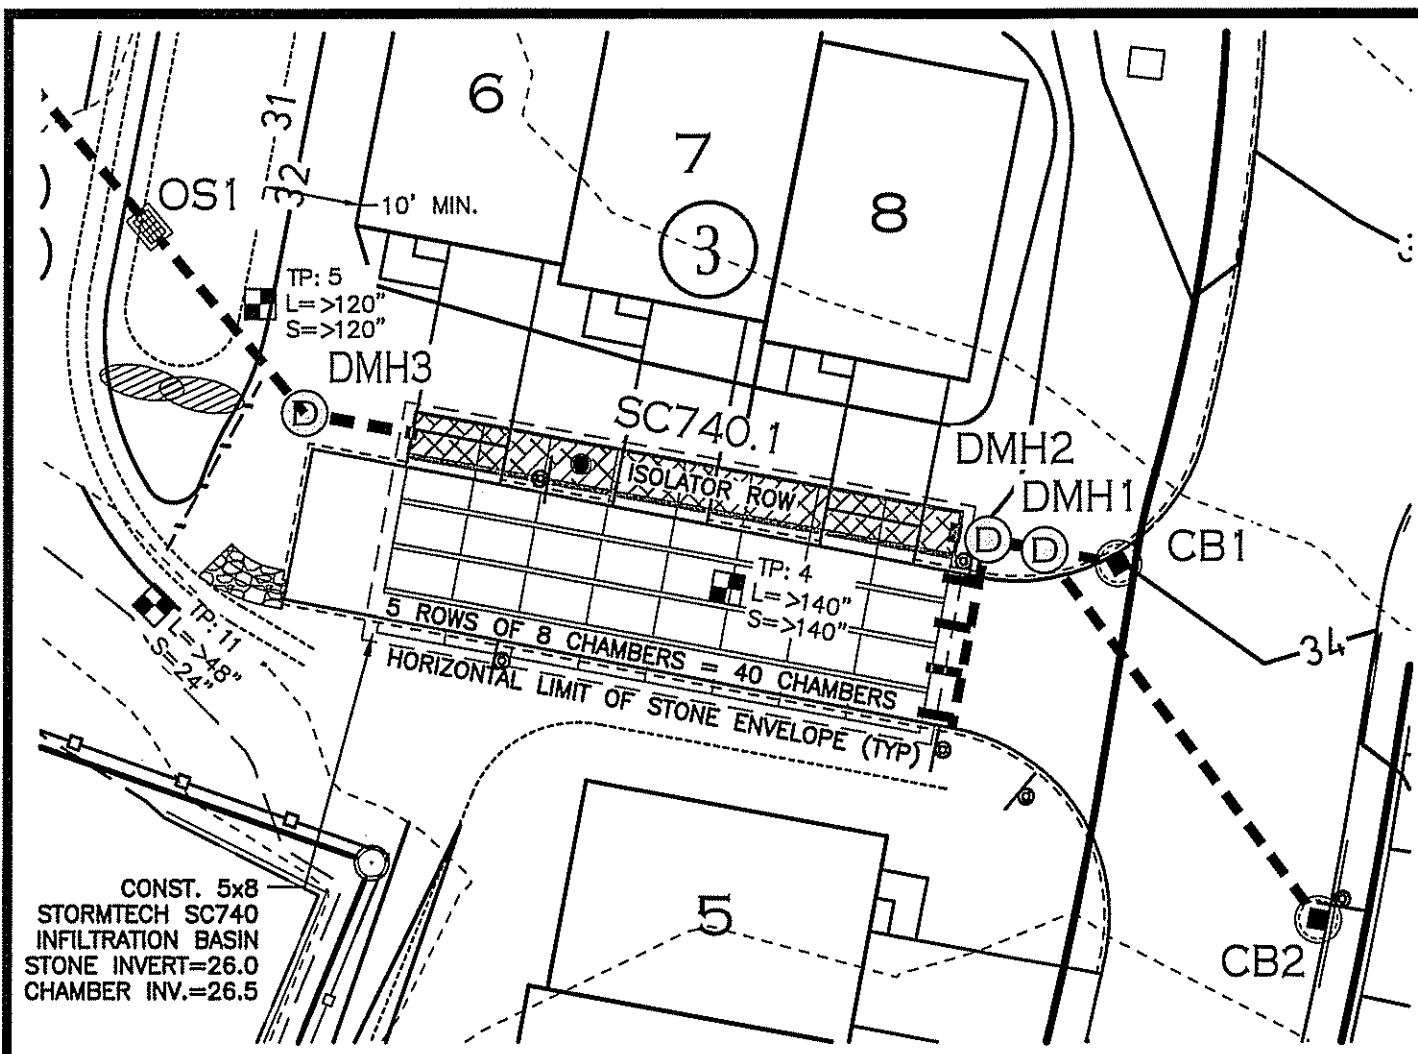 31
32
6
7
8
3
OS1
10' MIN.
TP: 5
L=>120"
S=>120"
DMH3
SC740.1
ISOLATOR ROW
DMH2
DMH1
D
D
D
CB1
TP: 4
L=>140"
S=>140"
TP: 11
L=>48"
S=24"
5 ROWS OF 8 CHAMBERS = 40 CHAMBERS
HORIZONTAL LIMIT OF STONE ENVELOPE (TYP)
34
CONST. 5x8
STORMTECH SC740
INFILTRATION BASIN
STONE INVERT=26.0
CHAMBER INV.=26.5
5
CB2